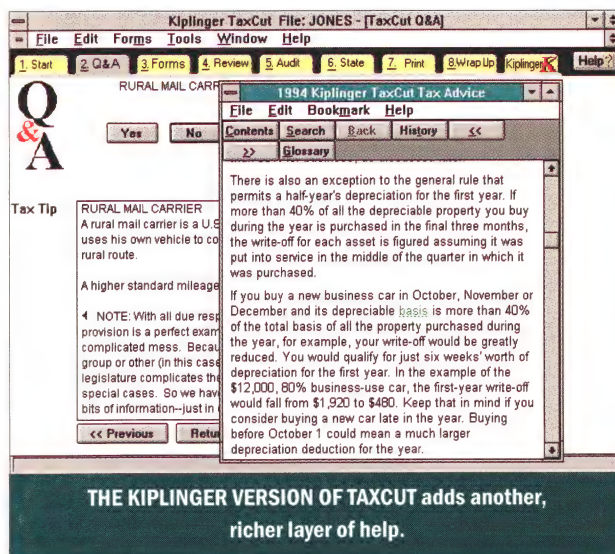 Kiplinger TaxCut File: JONES - [TaxCut Q&A]
File Edit Forms Tools Window Help
1. Start 2. Q&A 3. Forms 4. Review 5. Audit 6. State 7. Print 8. Wrap Up Kiplinger Help?
Q & A
RURAL MAIL CARR
Yes No
Tax Tip
RURAL MAIL CARRIER
A rural mail carrier is a U.S
uses his own vehicle to co
rural route.
A higher standard mileage
NOTE: With all due resp
provision is a perfect exam
complicated mess. Becau
group or other (in this case
legislature complicates the
special cases. So we hav
bits of information--just in
<< Previous Retu
1994 Kiplinger TaxCut Tax Advice
File Edit Bookmark Help
Contents Search Back History <<
>> Glossary
There is also an exception to the general rule that
permits a half-year's depreciation for the first year. If
more than 40% of all the depreciable property you buy
during the year is purchased in the final three months,
the write-off for each asset is figured assuming it was
put into service in the middle of the quarter in which it
was purchased.
If you buy a new business car in October, November or
December and its depreciable basis is more than 40%
of the total basis of all the property purchased during
the year, for example, your write-off would be greatly
reduced. You would qualify for just six weeks' worth of
depreciation for the first year. In the example of the
$12,000, 80% business-use car, the first-year write-off
would fall from $1,920 to $480. Keep that in mind if you
consider buying a new car late in the year. Buying
before October 1 could mean a much larger
depreciation deduction for the year.
THE KIPLINGER VERSION OF TAXCUT adds another,
richer layer of help.